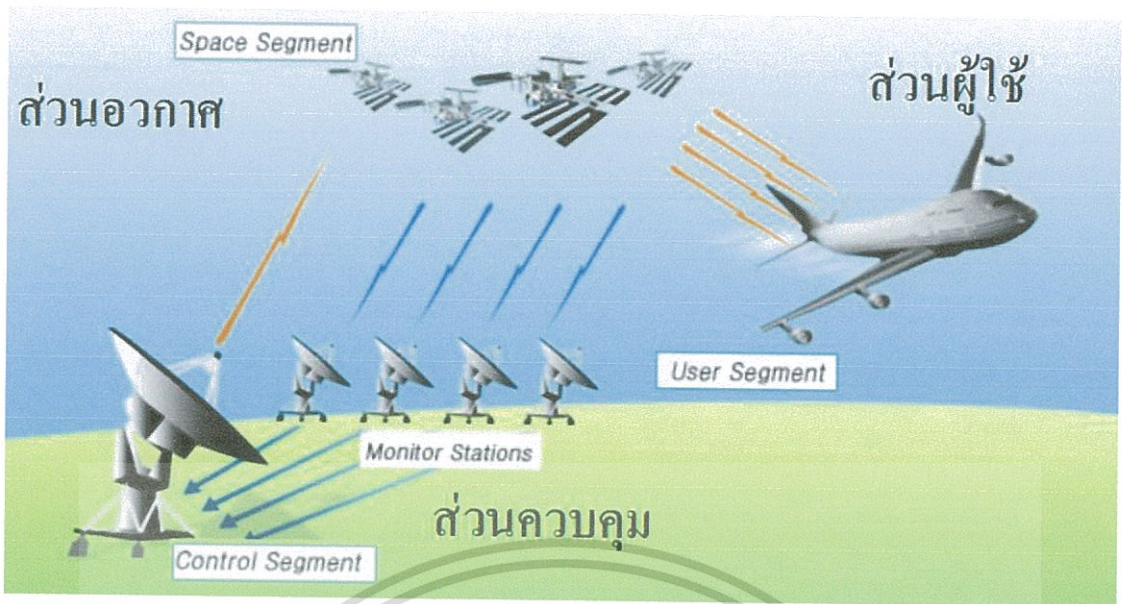 Space Segment
ส่วนอวกาศ
ส่วนผู้ใช้
User Segment
Monitor Stations
ส่วนควบคุม
Control Segment